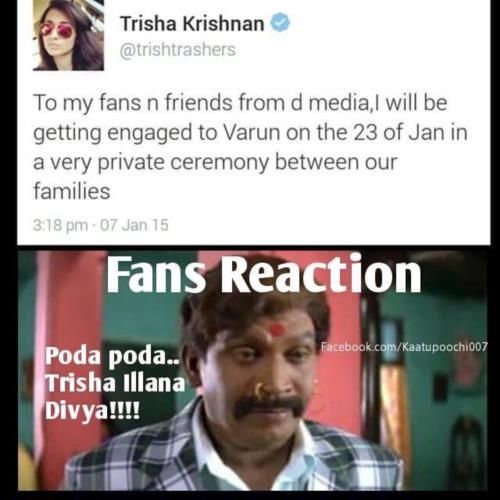 Trisha Krishnan
@trishtrashers
To my fans n friends from d media,I will be
getting engaged to Varun on the 23 of Jan in
a very private ceremony between our
families
3:18 pm · 07 Jan 15
Fans Reaction
Facebook.com/Kaatupoochi007
Poda poda..
Trisha Illana
Divya!!!!